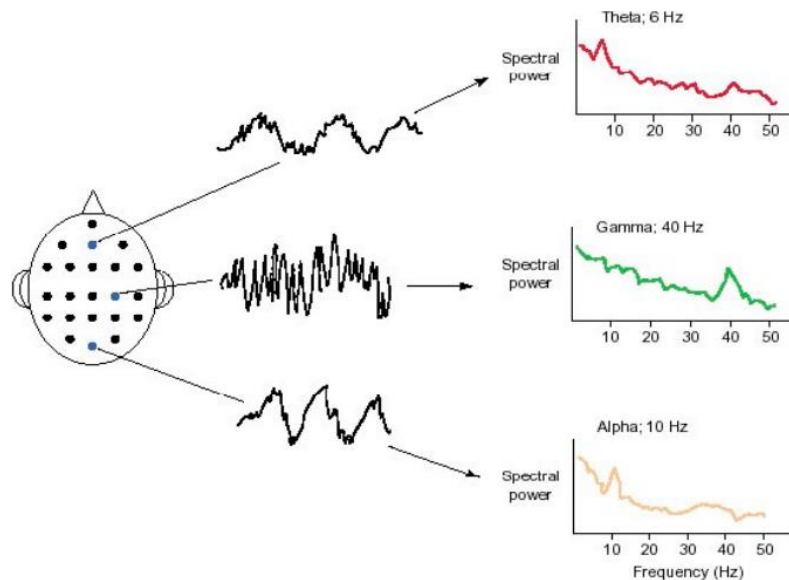 Theta; 6 Hz
Spectral
power
10 20 30 40 50
Gamma; 40 Hz
Spectral
power
10 20 30 40 50
Alpha; 10 Hz
Spectral
power
10 20 30 40 50
Frequency (Hz)